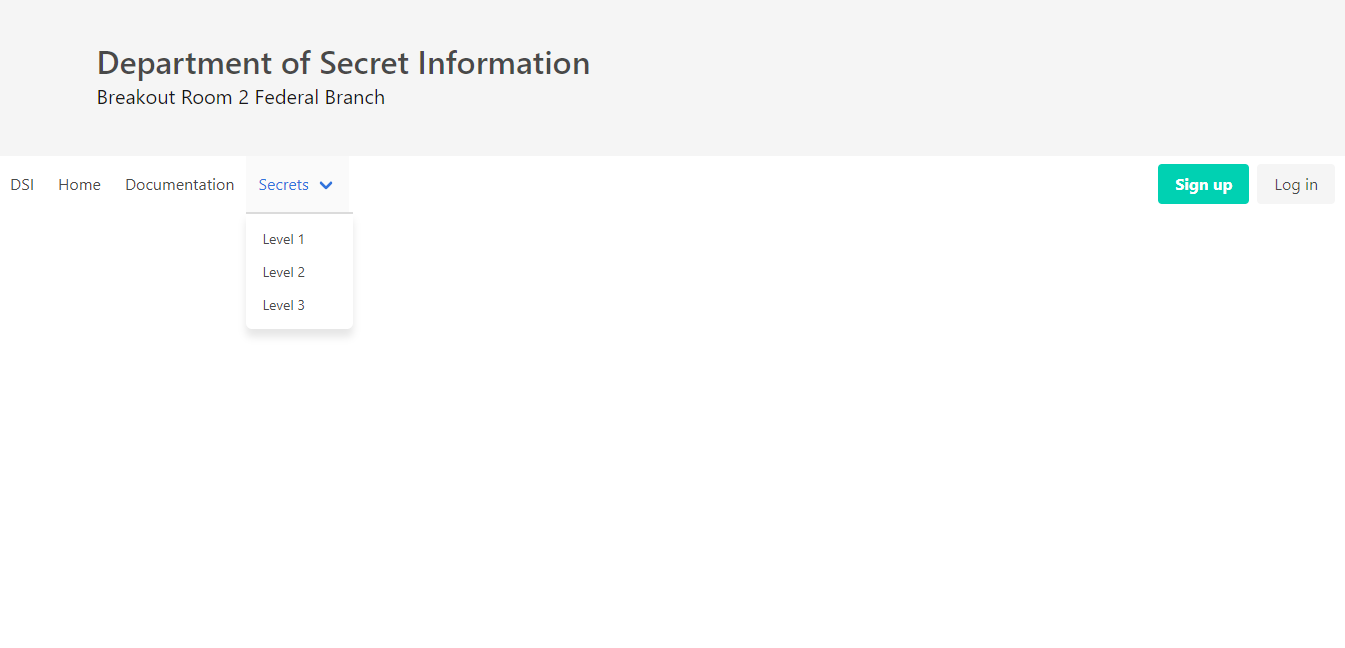 Department of Secret Information
Breakout Room 2 Federal Branch
DSI Home Documentation Secrets Sign up Log in
Level 1
Level 2
Level 3